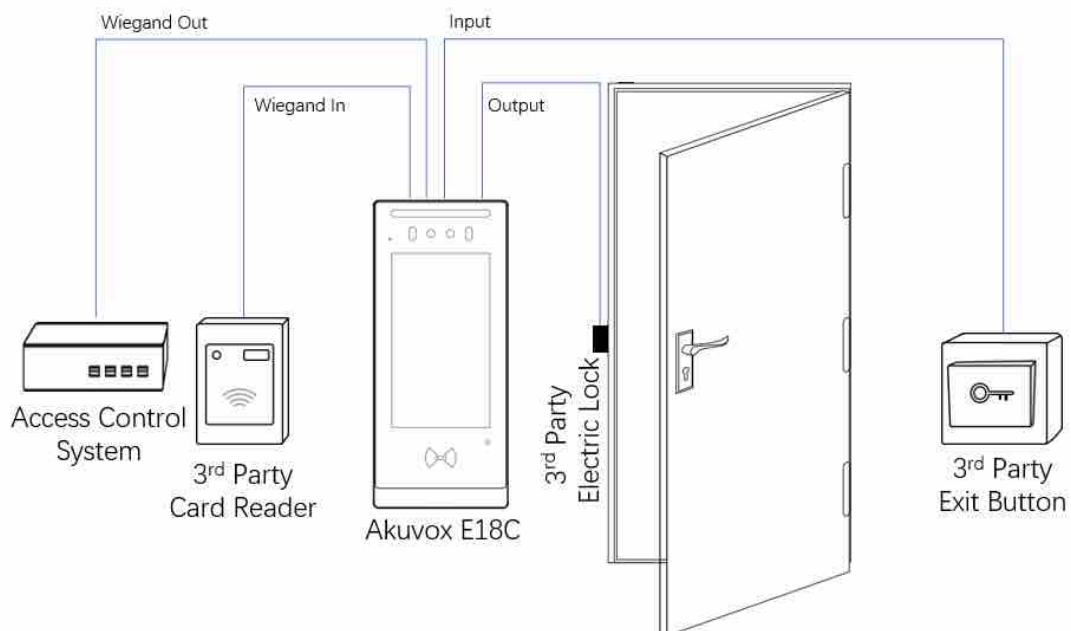 Wiegand Out
Input
Wiegand In
Output
Access Control
System
3rd Party
Card Reader
Akuvox E18C
3rd Party
Electric Lock
3rd Party
Exit Button